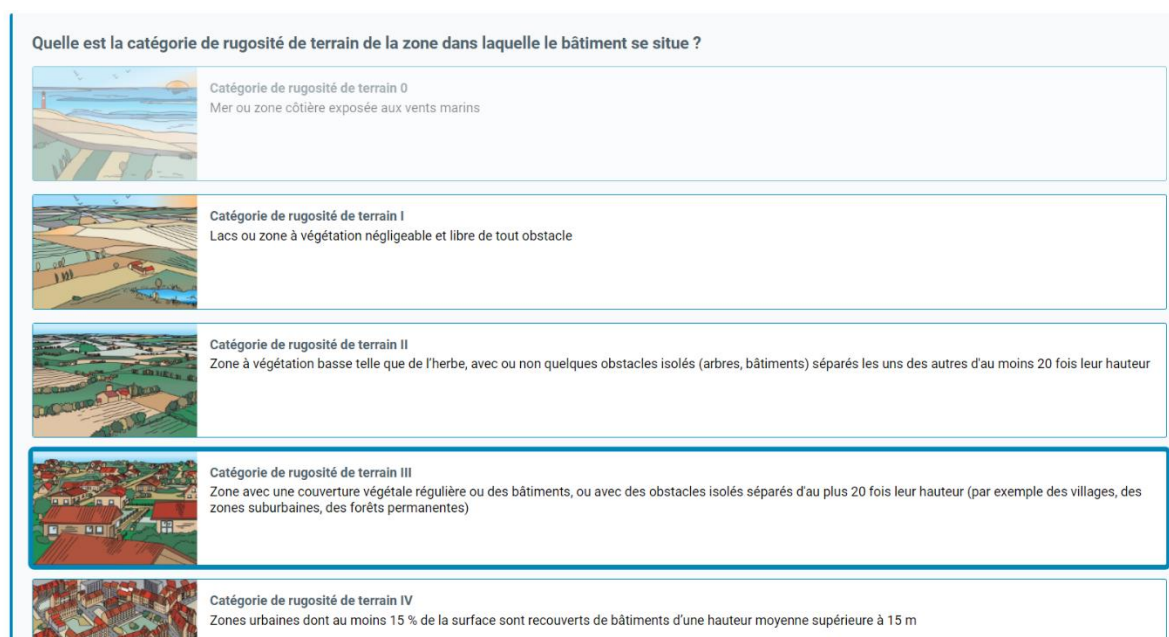 Quelle est la catégorie de rugosité de terrain de la zone dans laquelle le bâtiment se situe ?
Catégorie de rugosité de terrain 0
Mer ou zone côtière exposée aux vents marins
Catégorie de rugosité de terrain I
Lacs ou zone à végétation négligeable et libre de tout obstacle
Catégorie de rugosité de terrain II
Zone à végétation basse telle que de l'herbe, avec ou non quelques obstacles isolés (arbres, bâtiments) séparés les uns des autres d'au moins 20 fois leur hauteur
Catégorie de rugosité de terrain III
Zone avec une couverture végétale régulière ou des bâtiments, ou avec des obstacles isolés séparés d'au plus 20 fois leur hauteur (par exemple des villages, des
zones suburbaines, des forêts permanentes)
Catégorie de rugosité de terrain IV
Zones urbaines dont au moins 15 % de la surface sont recouverts de bâtiments d'une hauteur moyenne supérieure à 15 m